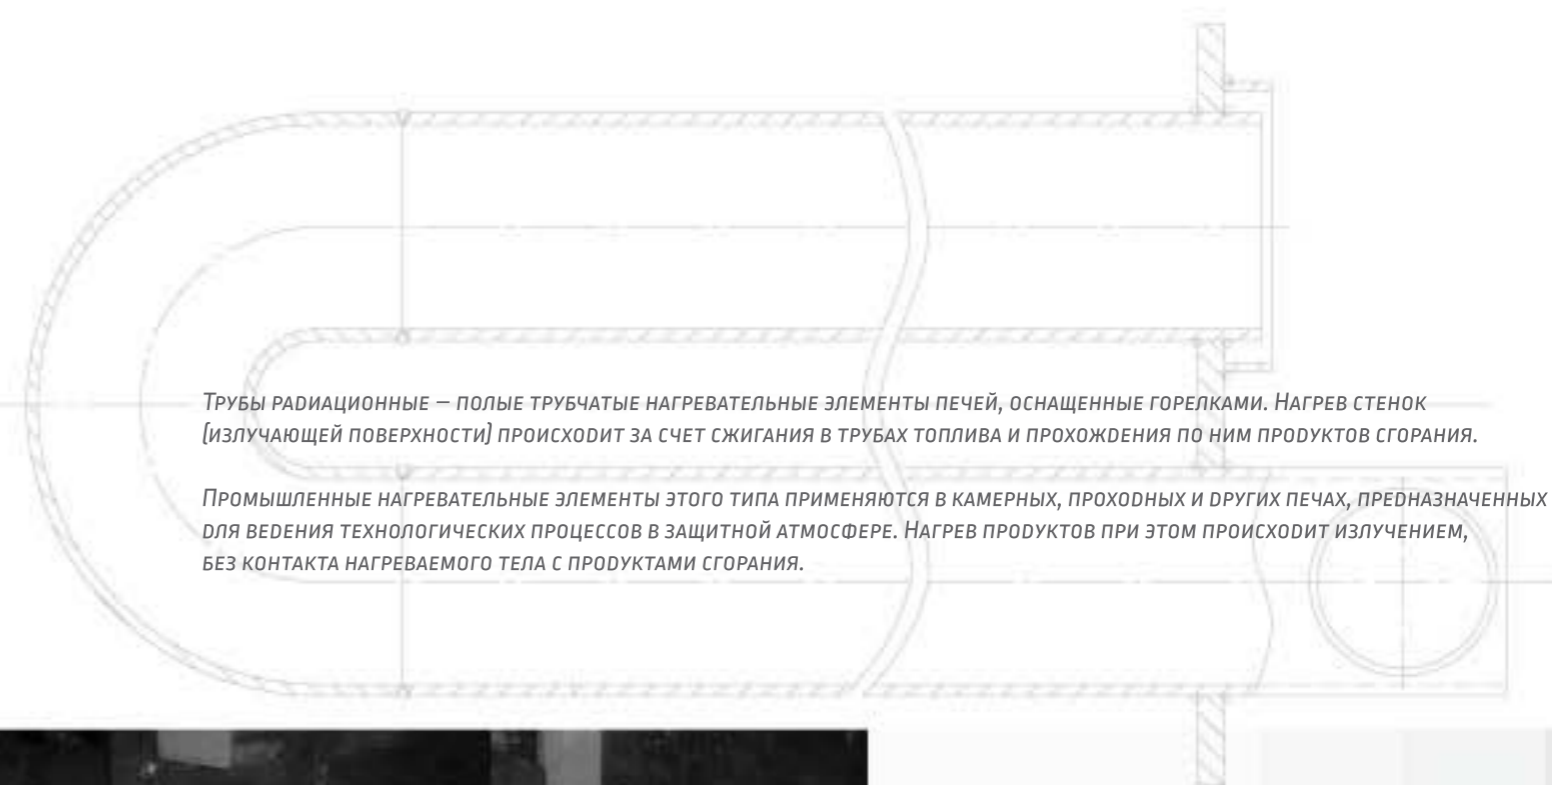 Трубы радиационные – полые трубчатые нагревательные элементы печей, оснащенные горелками. Нагрев стенок
(излучающей поверхности) происходит за счет сжигания в трубах топлива и прохождения по ним продуктов сгорания.
Промышленные нагревательные элементы этого типа применяются в камерных, проходных и других печах, предназначенных
для ведения технологических процессов в защитной атмосфере. Нагрев продуктов при этом происходит излучением,
без контакта нагреваемого тела с продуктами сгорания.